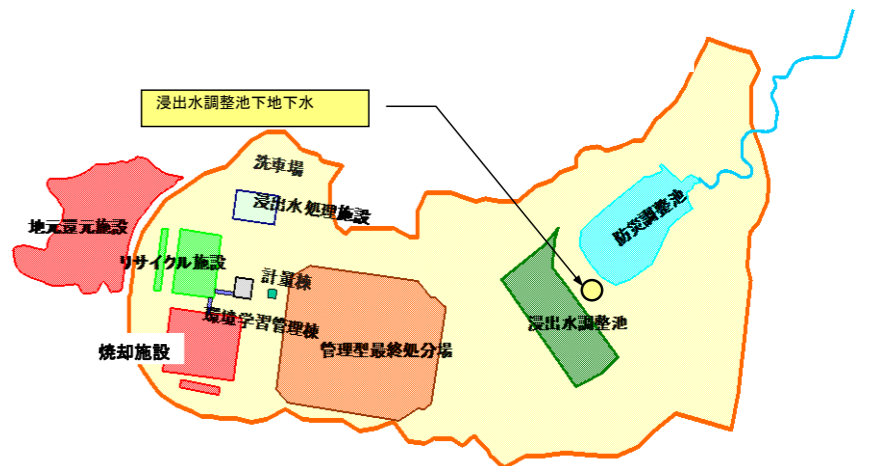 浸出水調整池下地下水
洗車場
浸出水処理施設
防災調整池
地元還元施設
リサイクル施設
計量棟
環境学習管理棟
浸出水調整池
焼却施設
管理型最終処分場